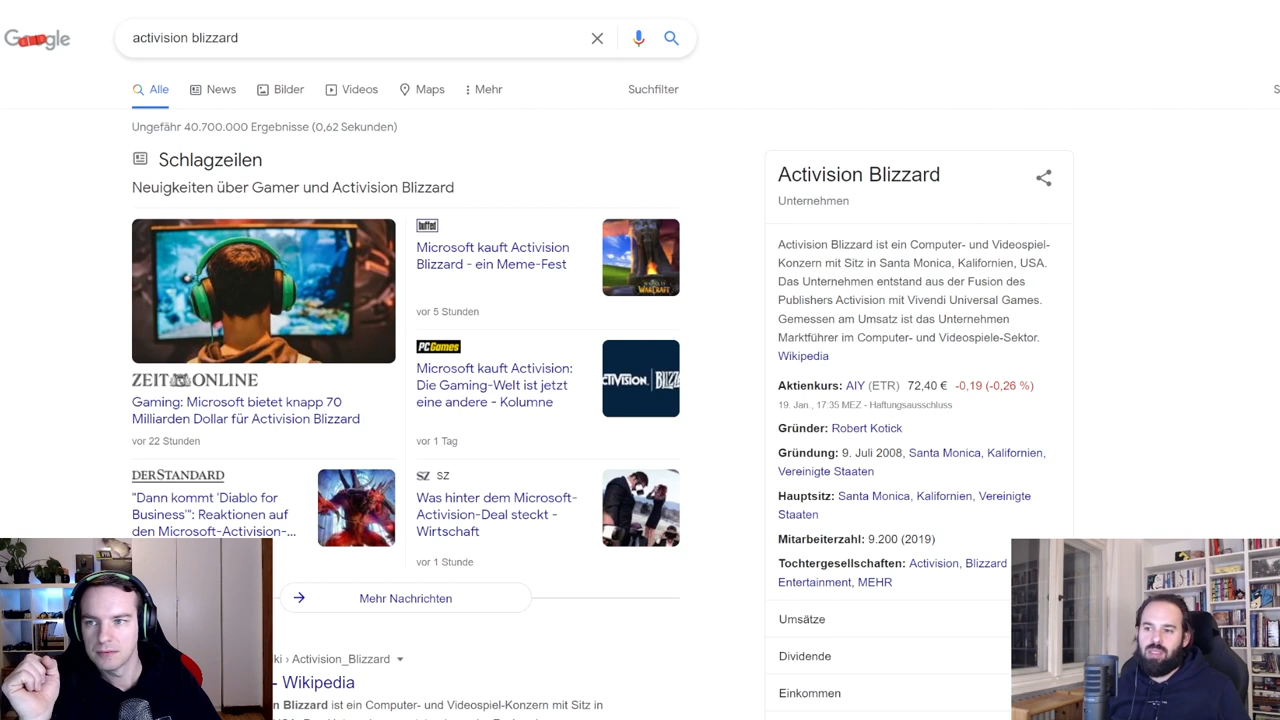 Google
activision blizzard
Alle
News
Bilder
Videos
Maps
Mehr
Suchfilter
S
Ungefähr 40.700.000 Ergebnisse (0,62 Sekunden)
Schlagzeilen
Neuigkeiten über Gamer und Activision Blizzard
ZEIT ONLINE
Gaming: Microsoft bietet knapp 70
Milliarden Dollar für Activision Blizzard
vor 22 Stunden
buffed
Microsoft kauft Activision
Blizzard - ein Meme-Fest
vor 5 Stunden
WARCRAFT
PC Games
Microsoft kauft Activision:
Die Gaming-Welt ist jetzt
eine andere - Kolumne
vor 1 Tag
CTIVISION. BLIZZ
DERSTANDARD
"Dann kommt 'Diablo for
Business'": Reaktionen auf
den Microsoft-Activision-...
SZ SZ
Was hinter dem Microsoft-
Activision-Deal steckt -
Wirtschaft
vor 1 Stunde
Mehr Nachrichten
ki › Activision_Blizzard
- Wikipedia
n Blizzard ist ein Computer- und Videospiel-Konzern mit Sitz in
Activision Blizzard
Unternehmen
Activision Blizzard ist ein Computer- und Videospiel-
Konzern mit Sitz in Santa Monica, Kalifornien, USA.
Das Unternehmen entstand aus der Fusion des
Publishers Activision mit Vivendi Universal Games.
Gemessen am Umsatz ist das Unternehmen
Marktführer im Computer- und Videospiele-Sektor.
Wikipedia
Aktienkurs: AIY (ETR) 72,40 € -0,19 (-0,26 %)
19. Jan., 17:35 MEZ - Haftungsausschluss
Gründer: Robert Kotick
Gründung: 9. Juli 2008, Santa Monica, Kalifornien,
Vereinigte Staaten
Hauptsitz: Santa Monica, Kalifornien, Vereinigte
Staaten
Mitarbeiterzahl: 9.200 (2019)
Tochtergesellschaften: Activision, Blizzard
Entertainment, MEHR
Umsätze
Dividende
Einkommen